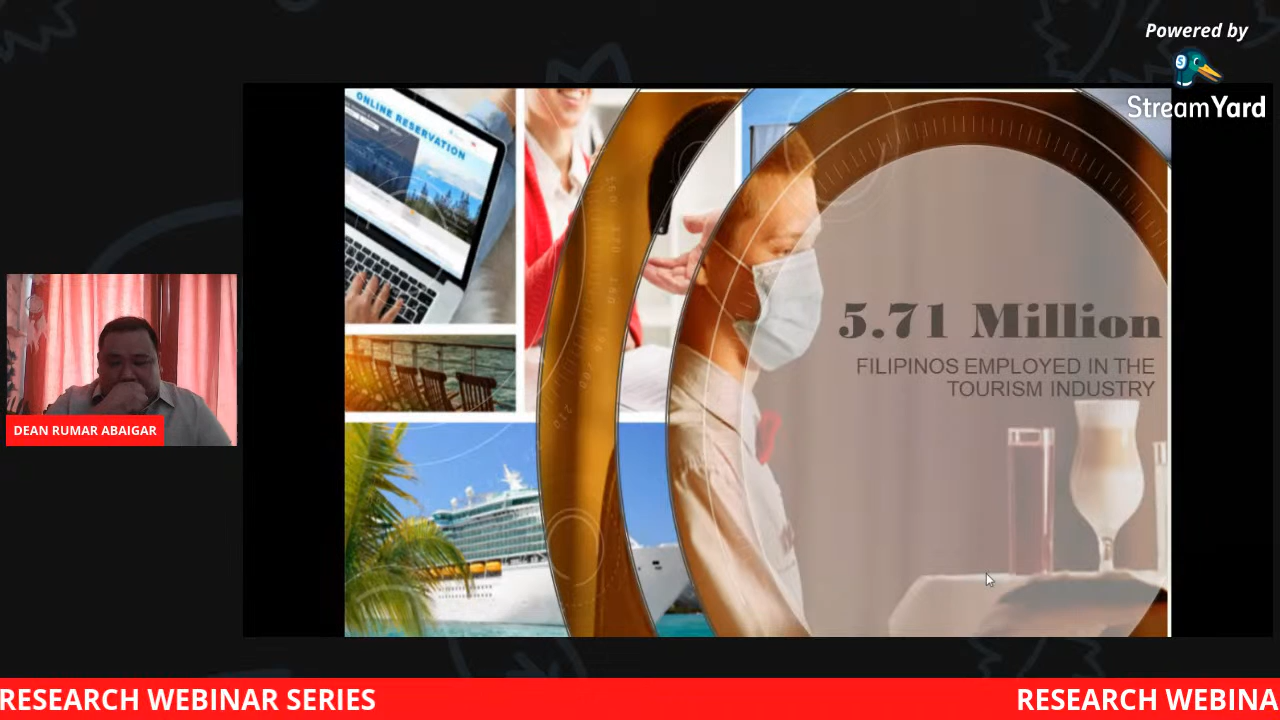 Powered by
StreamYard
ONLINE RESERVATION
5.71 Million
FILIPINOS EMPLOYED IN THE
TOURISM INDUSTRY
DEAN RUMAR ABAIGAR
RESEARCH WEBINAR SERIES
RESEARCH WEBINA